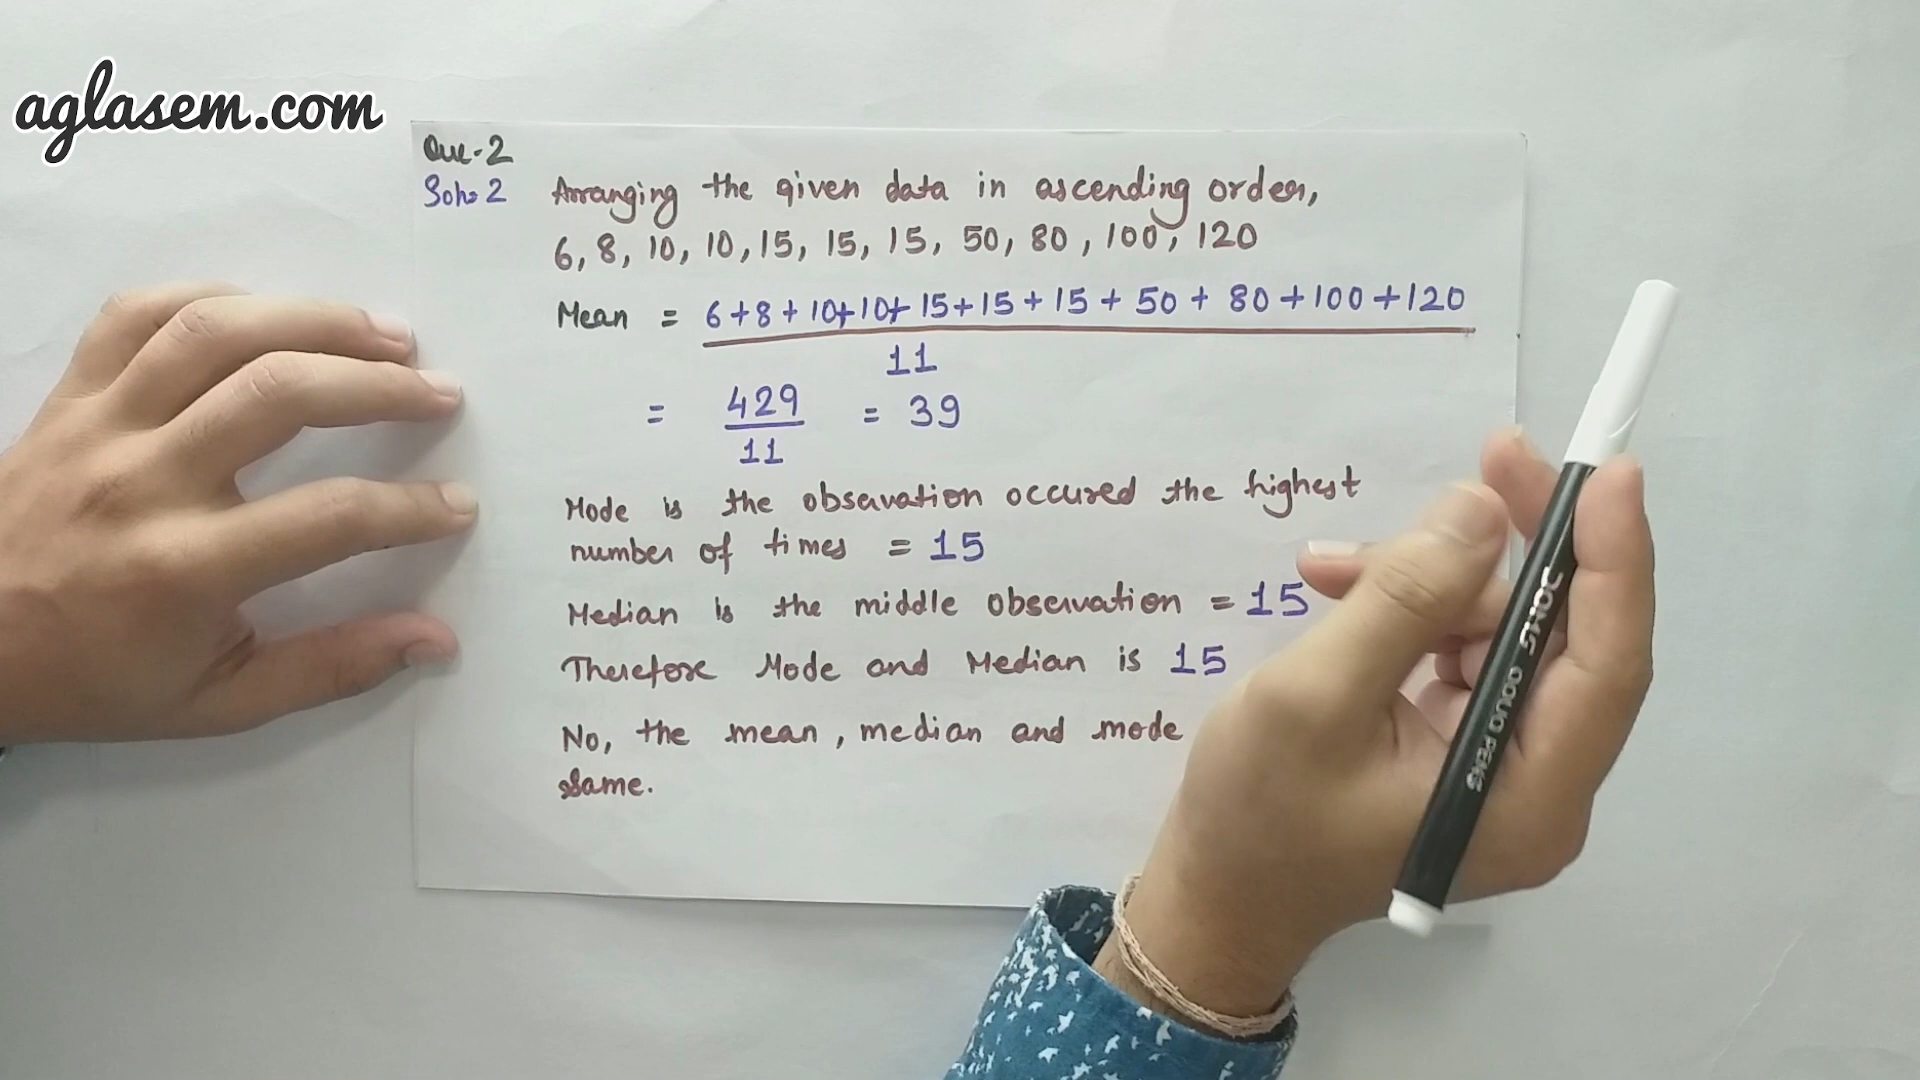 aglasem.com
Que-2
Soln 2 Arranging the given data in ascending order,
6, 8, 10, 10, 15, 15, 15, 50, 80, 100, 120
Mean = 6+8+10+10+15+15+15+50+80+100+120
11
= 429 = 39
11
Mode is the observation occured the highest
number of times = 15
Median is the middle observation = 15
Therefore Mode and Median is 15
No, the mean, median and mode
same.